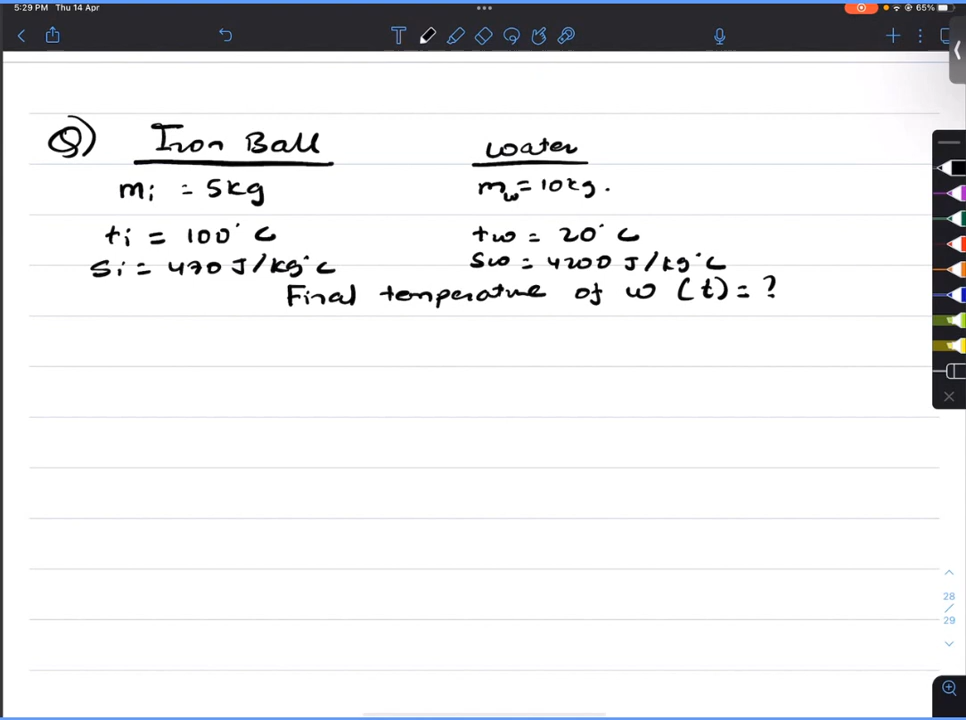 5:29 PM Thu 14 Apr 65%
T
Q) Iron Ball water
mi = 5kg mw = 10kg.
ti = 100°C tw = 20°C
Si = 470 J/kg°C Sw = 4200 J/kg°C
Final temperature of w (t) = ?
28
/
29